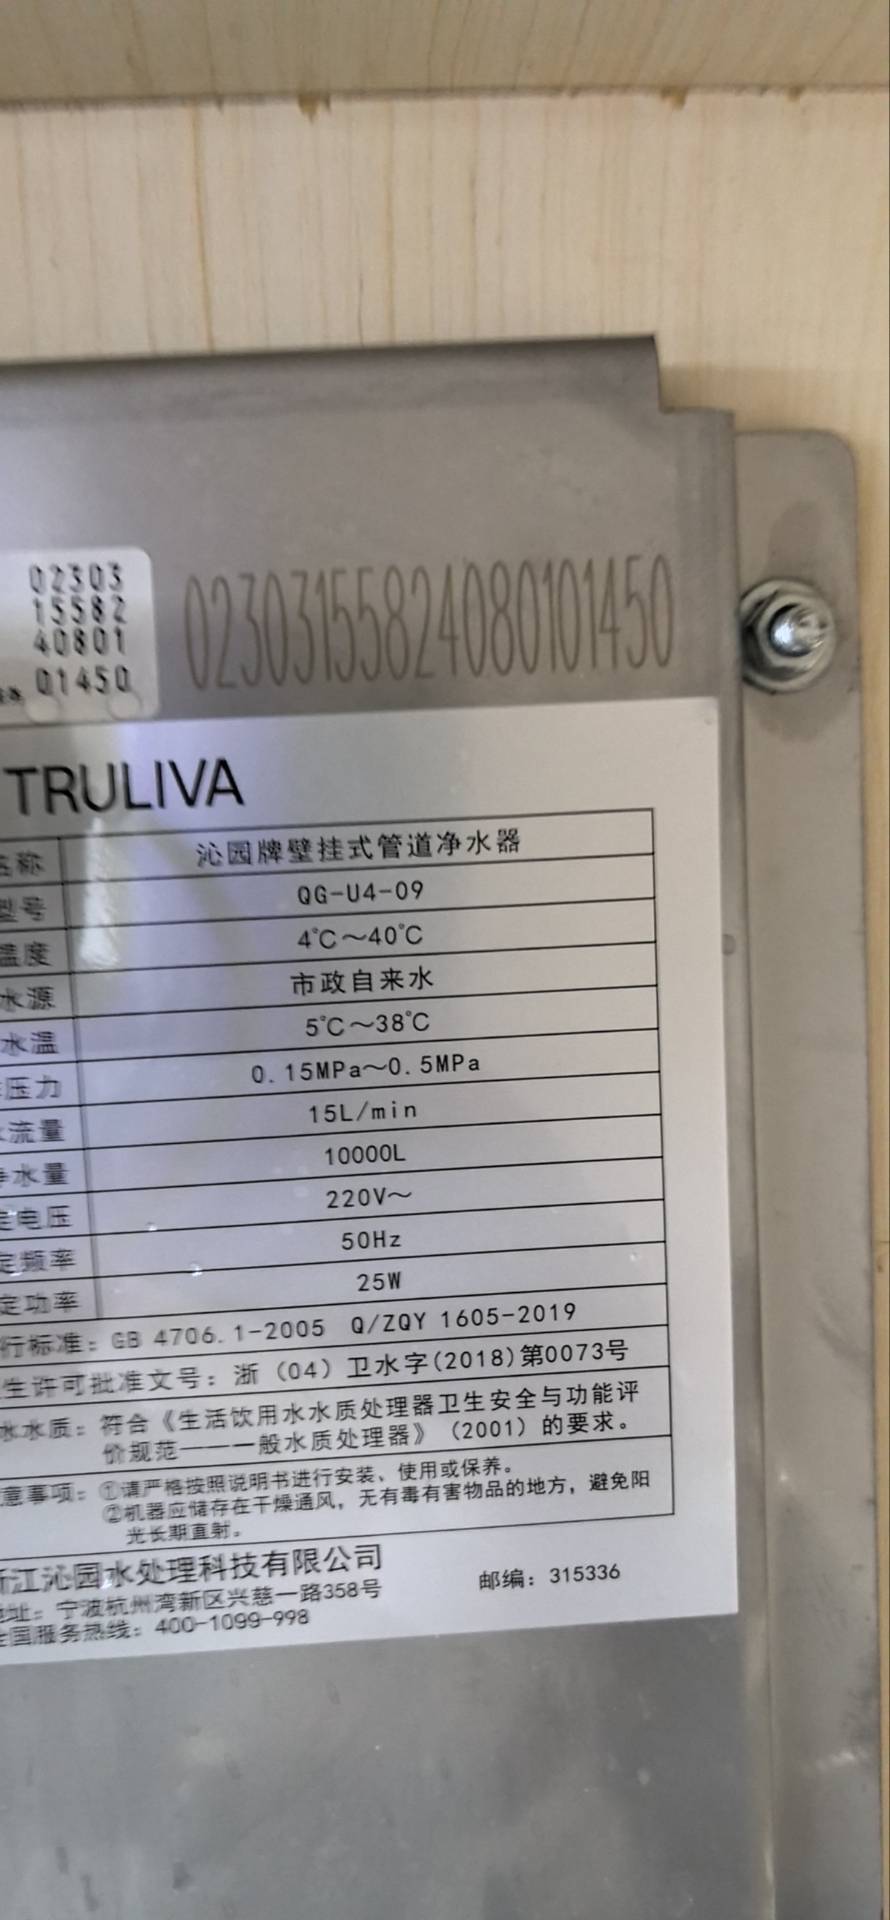 02303
15582
40801
01450
02303155824080101450
TRULIVA
名称 沁园牌壁挂式管道净水器
型号 QG-U4-09
温度 4℃～40℃
水源 市政自来水
水温 5℃～38℃
压力 0.15MPa～0.5MPa
流量 15L/min
净水量 10000L
定电压 220V～
定频率 50Hz
定功率 25W
行标准：GB 4706.1-2005 Q/ZQY 1605-2019
生许可批准文号：浙（04）卫水字(2018)第0073号
水水质：符合《生活饮用水水质处理器卫生安全与功能评
价规范——一般水质处理器》（2001）的要求。
意事项：①请严格按照说明书进行安装、使用或保养。
②机器应储存在干燥通风，无有毒有害物品的地方，避免阳
光长期直射。
浙江沁园水处理科技有限公司
地址：宁波杭州湾新区兴慈一路358号 邮编：315336
全国服务热线：400-1099-998